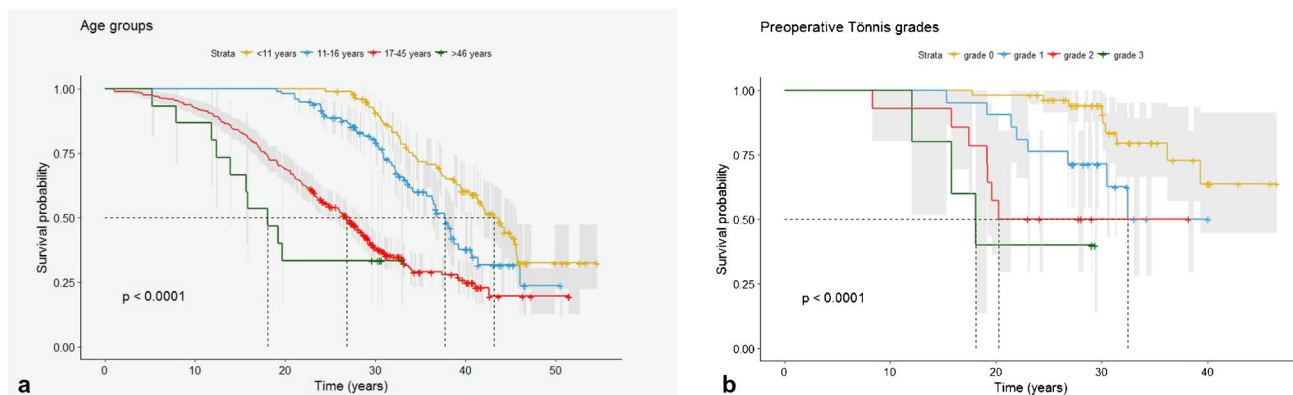 Age groups
Strata <11 years 11-16 years 17-45 years >46 years
Survival probability
1.00
0.75
0.50
0.25
0.00
p < 0.0001
0 10 20 30 40 50
Time (years)
a
Preoperative Tönnis grades
Strata grade 0 grade 1 grade 2 grade 3
Survival probability
1.00
0.75
0.50
0.25
0.00
p < 0.0001
0 10 20 30 40
Time (years)
b